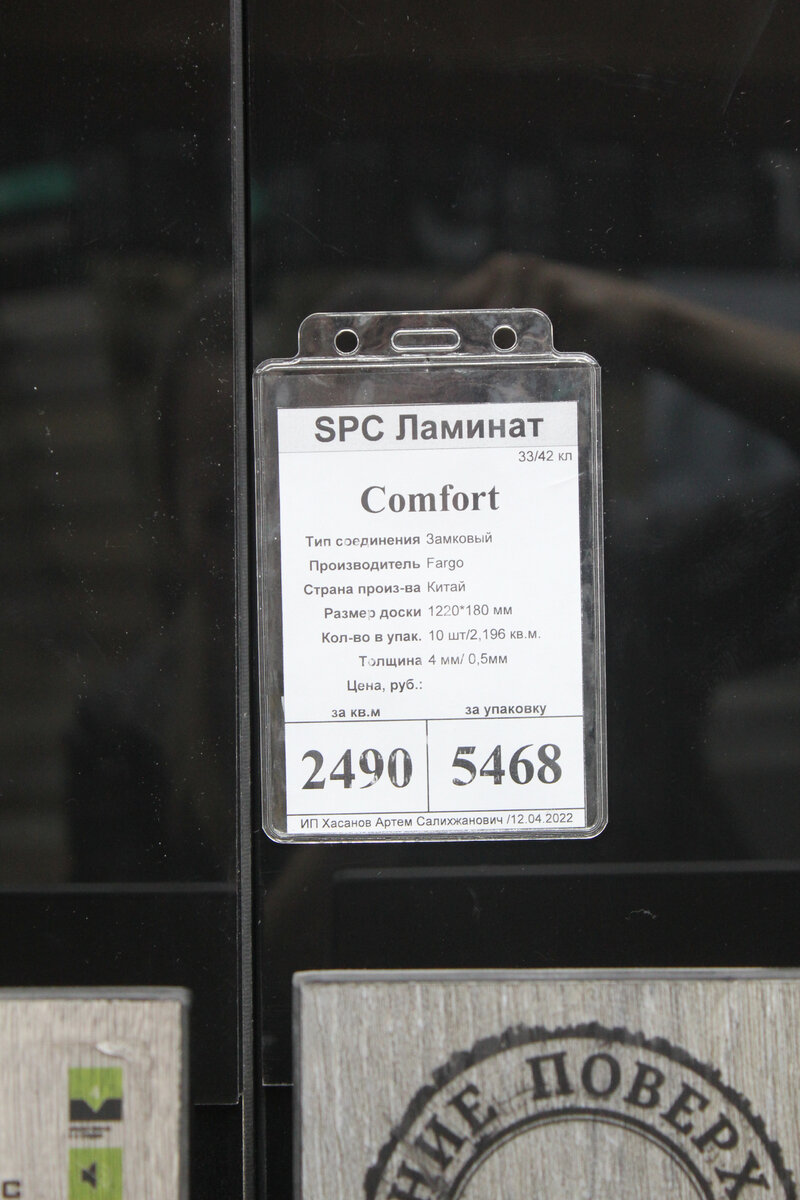 SPC Ламинат
33/42 кл
Comfort
Тип соединения Замковый
Производитель Fargo
Страна произ-ва Китай
Размер доски 1220*180 мм
Кол-во в упак. 10 шт/2,196 кв.м.
Толщина 4 мм/ 0,5мм
Цена, руб.:
за кв.м за упаковку
2490 5468
ИП Хасанов Артем Салихжанович /12.04.2022
НИЕ ПОВЕРХ
С